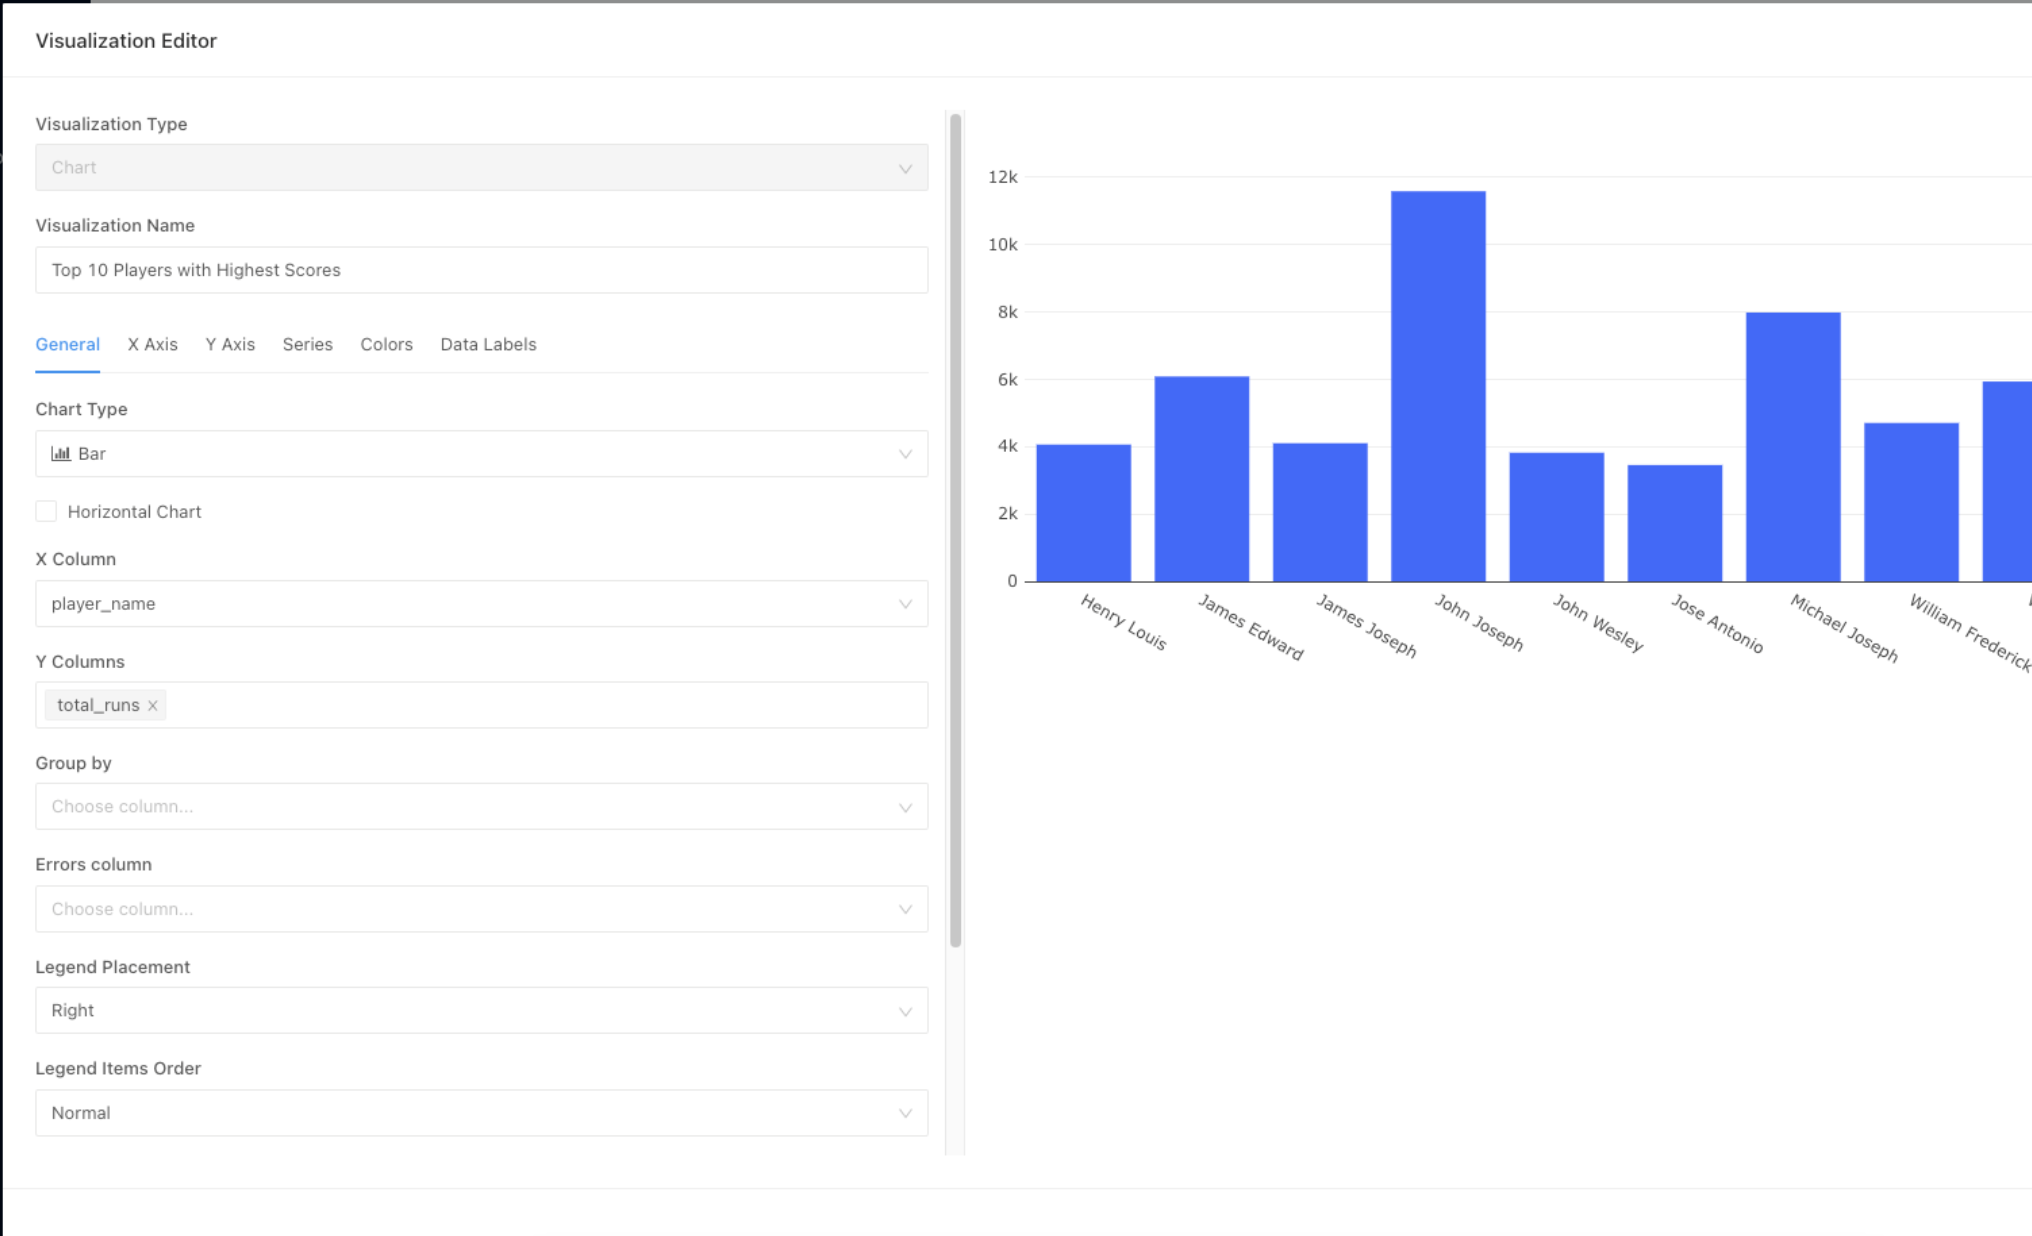 Visualization Editor
Visualization Type
Chart
Visualization Name
Top 10 Players with Highest Scores
General X Axis Y Axis Series Colors Data Labels
Chart Type
Bar
Horizontal Chart
X Column
player_name
Y Columns
total_runs
Group by
Choose column...
Errors column
Choose column...
Legend Placement
Right
Legend Items Order
Normal
12k
10k
8k
6k
4k
2k
0
Henry Louis
James Edward
James Joseph
John Joseph
John Wesley
Jose Antonio
Michael Joseph
William Frederick